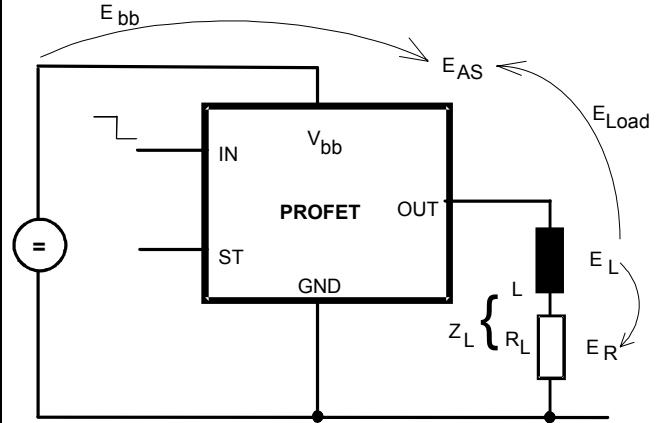 E bb
E AS
E Load
V bb
IN
PROFET
OUT
ST
=
GND
E L
L
Z L {
R L
E R